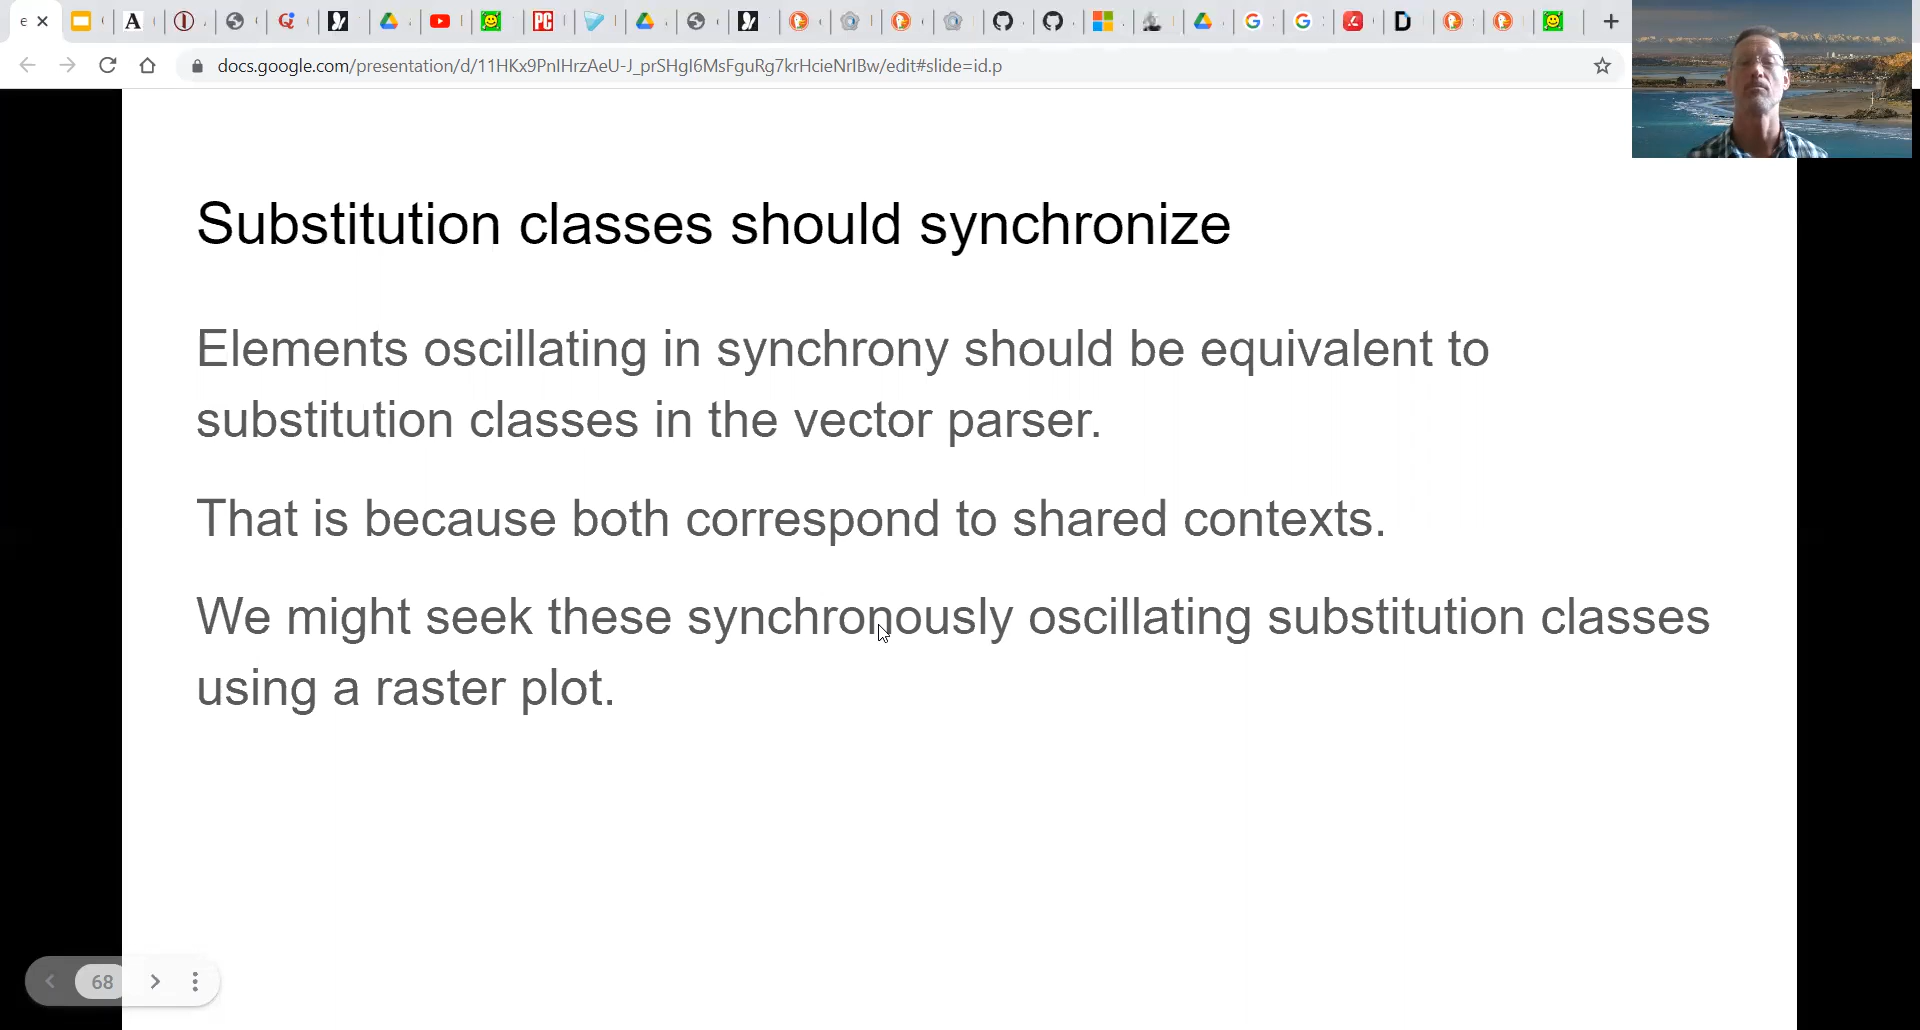 docs.google.com/presentation/d/11HKx9PnIHrzAeU-J_prSHgI6MsFguRg7krHcieNrIBw/edit#slide=id.p
Substitution classes should synchronize
Elements oscillating in synchrony should be equivalent to
substitution classes in the vector parser.
That is because both correspond to shared contexts.
We might seek these synchronously oscillating substitution classes
using a raster plot.
68